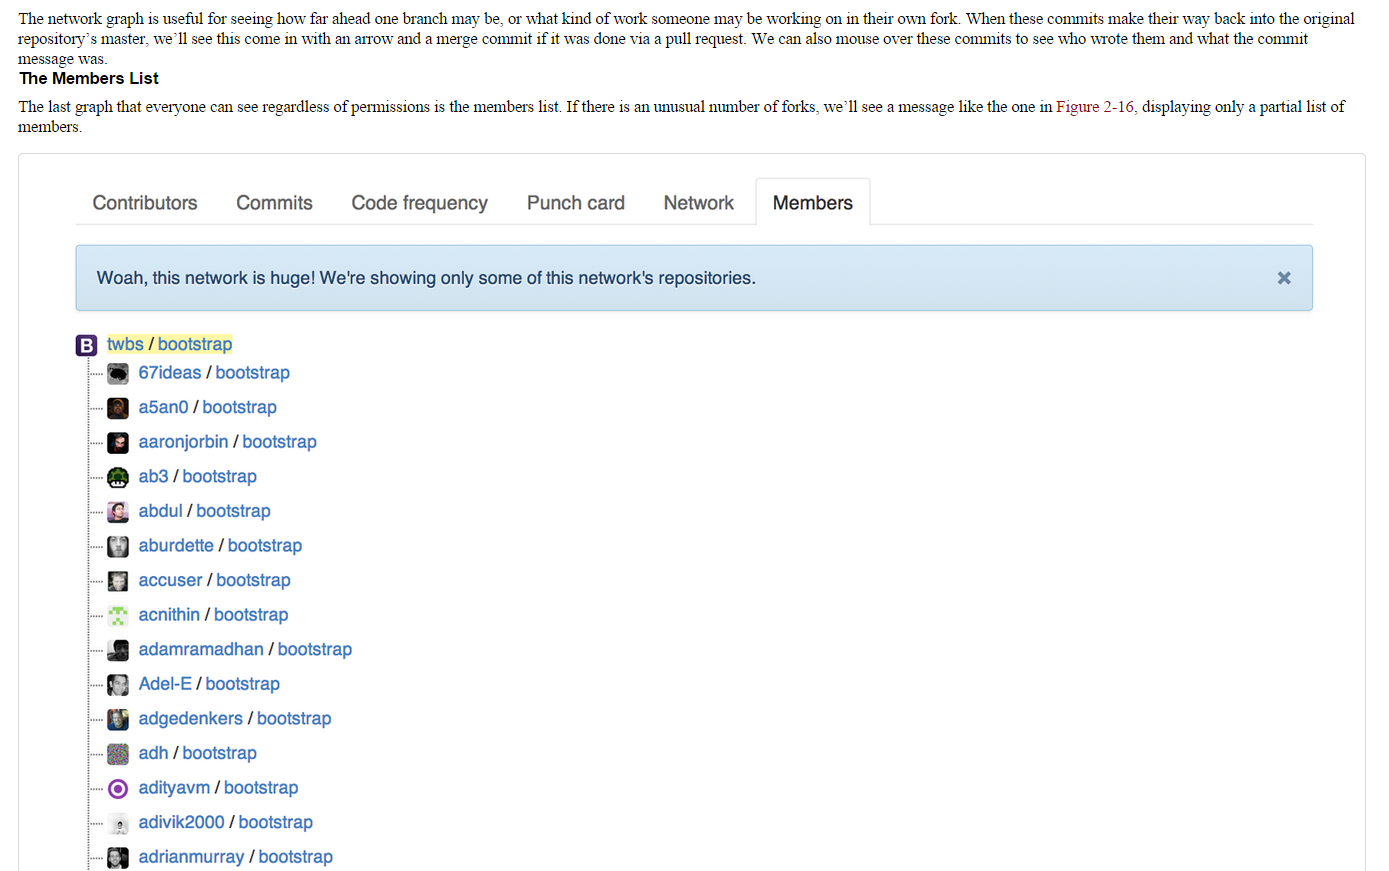 The network graph is useful for seeing how far ahead one branch may be, or what kind of work someone may be working on in their own fork. When these commits make their way back into the original
repository’s master, we’ll see this come in with an arrow and a merge commit if it was done via a pull request. We can also mouse over these commits to see who wrote them and what the commit
message was.
The Members List
The last graph that everyone can see regardless of permissions is the members list. If there is an unusual number of forks, we’ll see a message like the one in Figure 2-16, displaying only a partial list of
members.
Contributors Commits Code frequency Punch card Network Members
Woah, this network is huge! We're showing only some of this network's repositories. ×
B twbs / bootstrap
67ideas / bootstrap
a5an0 / bootstrap
aaronjorbin / bootstrap
ab3 / bootstrap
abdul / bootstrap
aburdette / bootstrap
accuser / bootstrap
acnithin / bootstrap
adamramadhan / bootstrap
Adel-E / bootstrap
adgedenkers / bootstrap
adh / bootstrap
adityavm / bootstrap
adivik2000 / bootstrap
adrianmurray / bootstrap